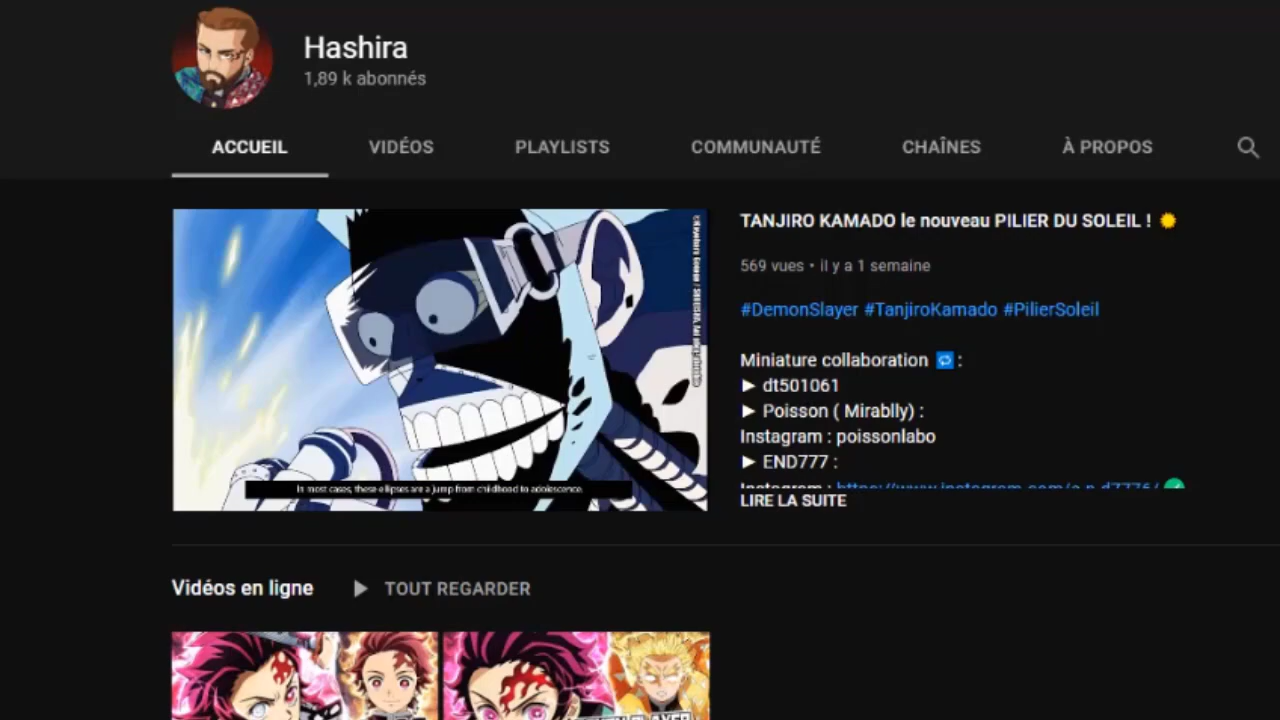 Hashira
1,89 k abonnés
ACCUEIL
VIDÉOS
PLAYLISTS
COMMUNAUTÉ
CHAÎNES
À PROPOS
TANJIRO KAMADO le nouveau PILIER DU SOLEIL !
569 vues • il y a 1 semaine
#DemonSlayer #TanjiroKamado #PilierSoleil
Miniature collaboration :
► dt501061
► Poisson ( Mirablly) :
Instagram : poissonlabo
► END777 :
LIRE LA SUITE
In most cases, these ellipses are a jump from childhood to adolescence.
Vidéos en ligne
TOUT REGARDER